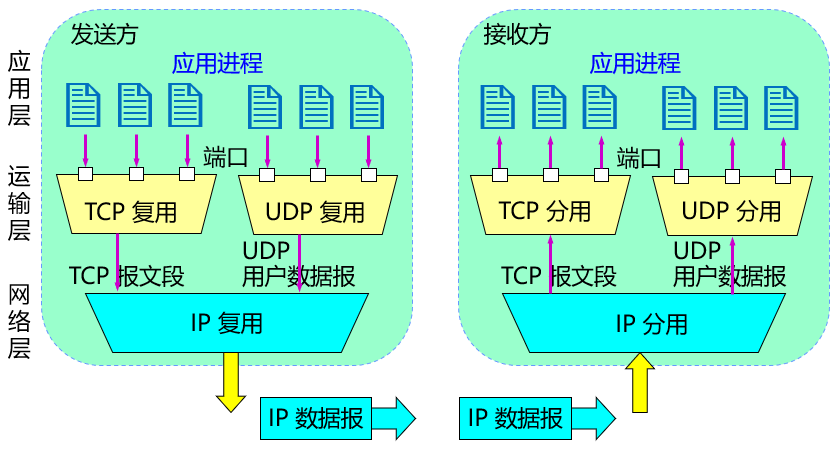 发送方
接收方
应用层
应用进程
应用进程
端口
端口
运输层
TCP 复用
UDP 复用
TCP 分用
UDP 分用
TCP 报文段
UDP
用户数据报
TCP 报文段
UDP
用户数据报
网络层
IP 复用
IP 分用
IP 数据报
IP 数据报